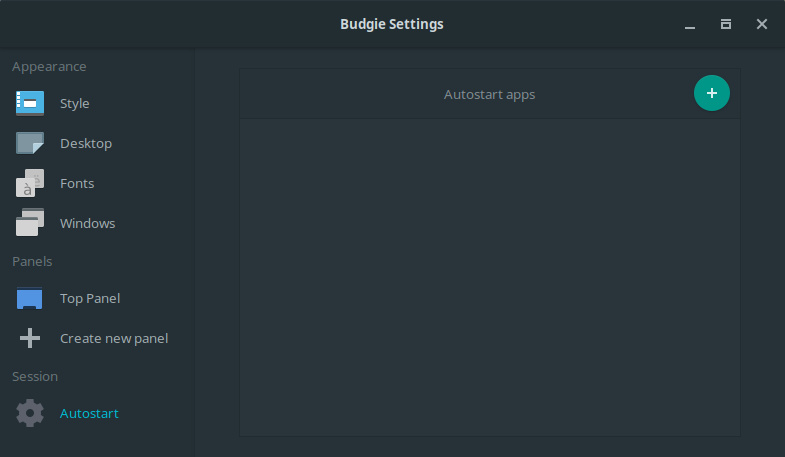 Budgie Settings
Appearance
Style
Desktop
Fonts
Windows
Panels
Top Panel
Create new panel
Session
Autostart
Autostart apps